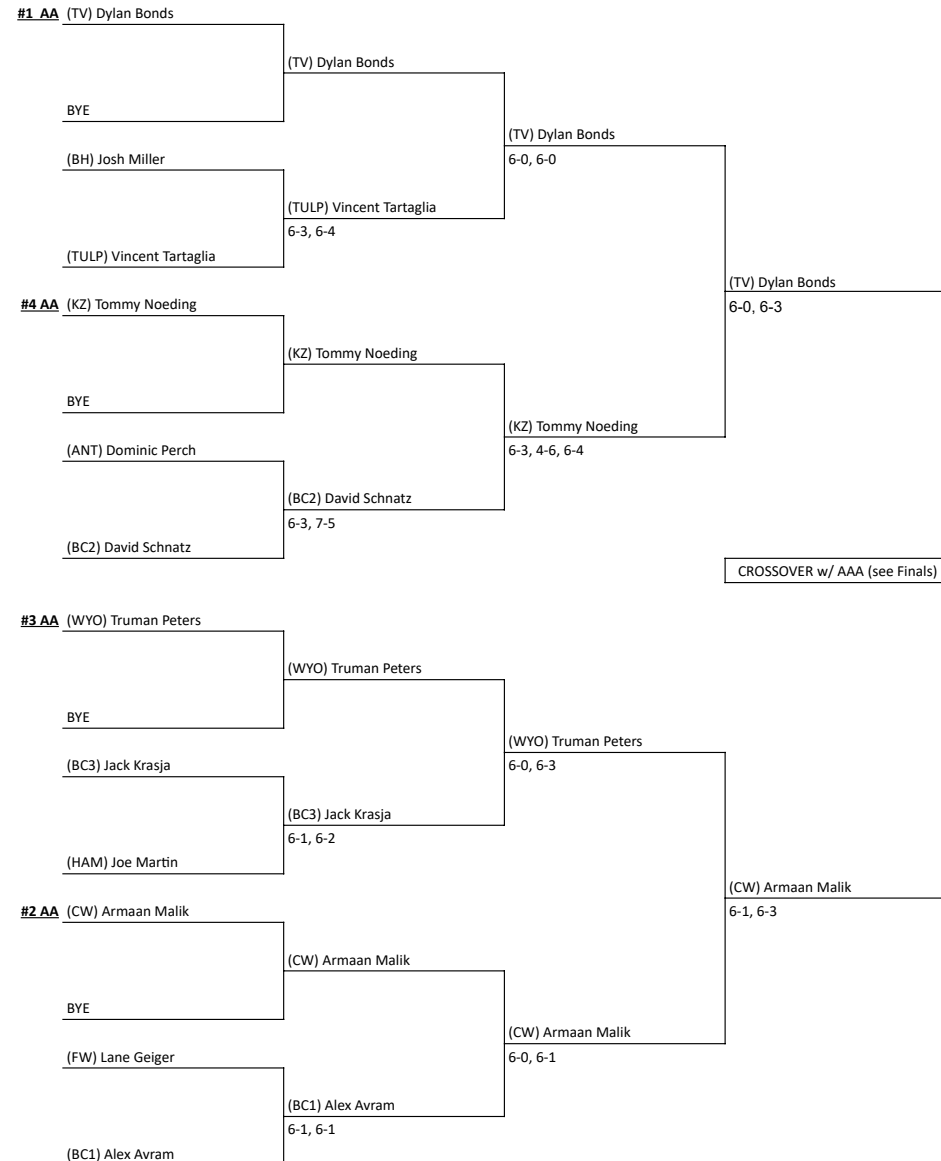 #1 AA (TV) Dylan Bonds
(TV) Dylan Bonds
BYE
(TV) Dylan Bonds
(BH) Josh Miller
6-0, 6-0
(TULP) Vincent Tartaglia
6-3, 6-4
(TULP) Vincent Tartaglia
(TV) Dylan Bonds
#4 AA (KZ) Tommy Noeding
6-0, 6-3
(KZ) Tommy Noeding
BYE
(KZ) Tommy Noeding
(ANT) Dominic Perch
6-3, 4-6, 6-4
(BC2) David Schnatz
6-3, 7-5
(BC2) David Schnatz
CROSSOVER w/ AAA (see Finals)
#3 AA (WYO) Truman Peters
(WYO) Truman Peters
BYE
(WYO) Truman Peters
(BC3) Jack Krasja
6-0, 6-3
(BC3) Jack Krasja
6-1, 6-2
(HAM) Joe Martin
(CW) Armaan Malik
#2 AA (CW) Armaan Malik
6-1, 6-3
(CW) Armaan Malik
BYE
(CW) Armaan Malik
(FW) Lane Geiger
6-0, 6-1
(BC1) Alex Avram
6-1, 6-1
(BC1) Alex Avram